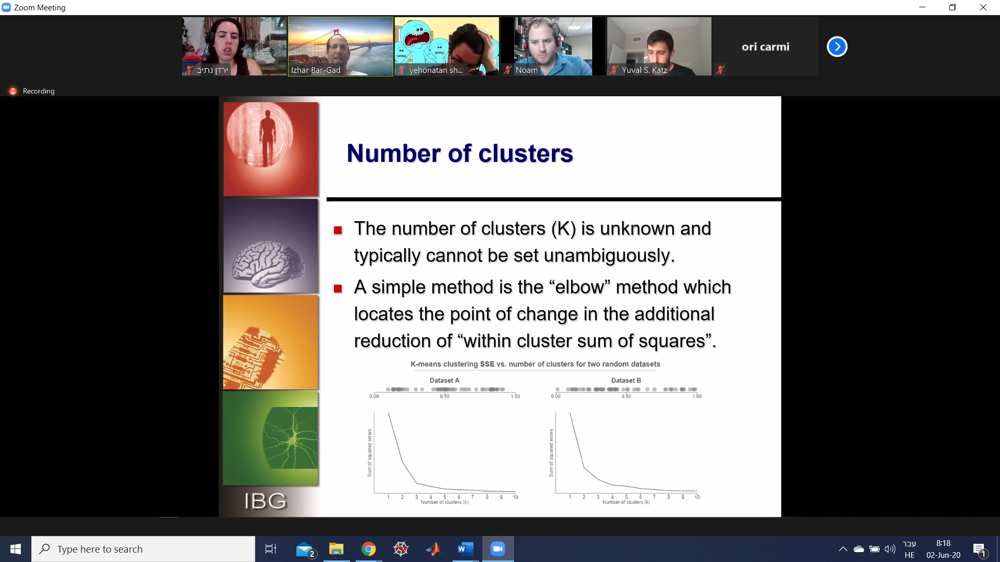 Zoom Meeting
ירדן נתיב
Izhar Bar-Gad
yehonatan sh...
Noam
Yuval S. Katz
ori carmi
Recording
Number of clusters
The number of clusters (K) is unknown and
typically cannot be set unambiguously.
A simple method is the “elbow” method which
locates the point of change in the additional
reduction of “within cluster sum of squares”.
K-means clustering SSE vs. number of clusters for two random datasets
Dataset A
0.00 0.50 1.00
Sum of squared errors
1 2 3 4 5 6 7 8 9 10
Number of clusters (k)
Dataset B
0.00 0.50 1.00
Sum of squared errors
1 2 3 4 5 6 7 8 9 10
Number of clusters (k)
IBG
Type here to search
2
W
עבר
HE
8:18
02-Jun-20
1